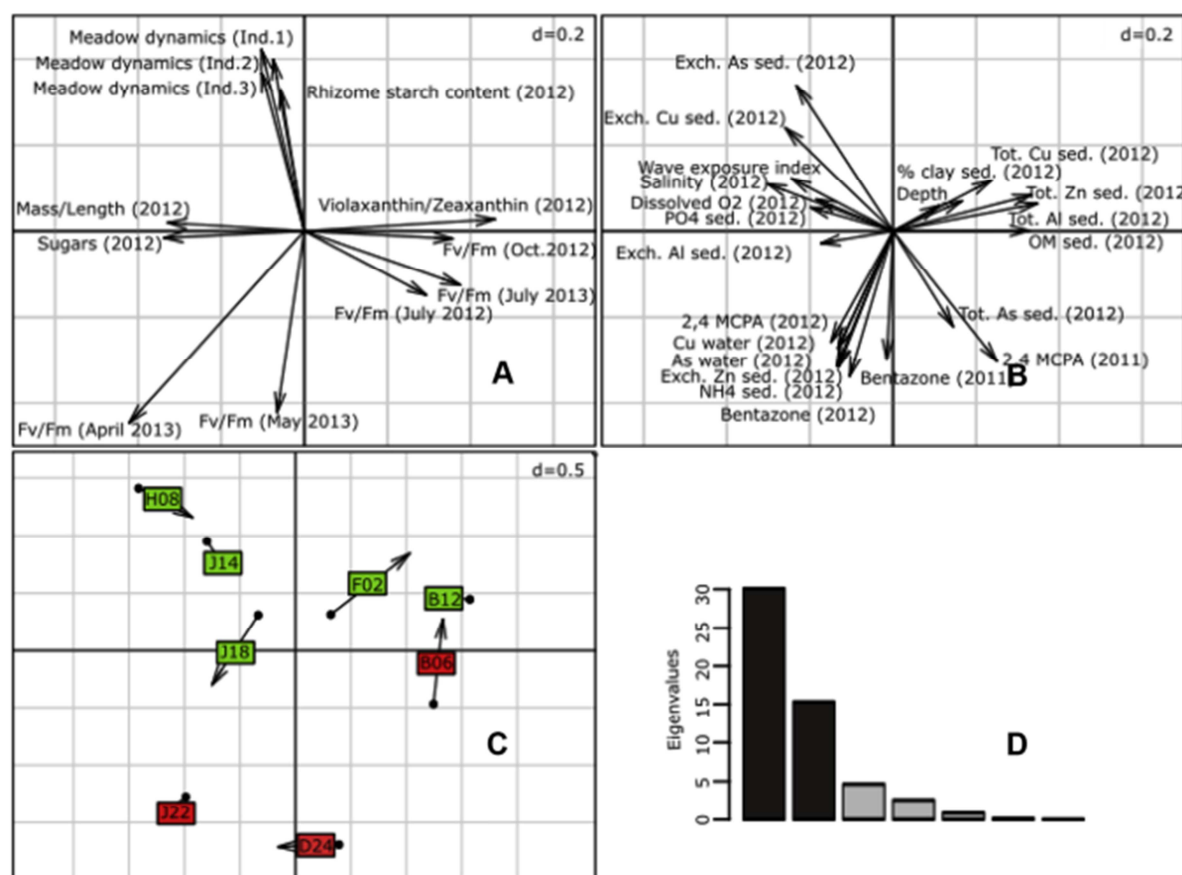 Meadow dynamics (Ind.1)
d=0.2
Meadow dynamics (Ind.2)
Meadow dynamics (Ind.3)
Rhizome starch content (2012)
Mass/Length (2012)
Violaxanthin/Zeaxanthin (2012)
Sugars (2012)
Fv/Fm (Oct.2012)
Fv/Fm (July 2013)
Fv/Fm (July 2012)
A
Fv/Fm (May 2013)
Fv/Fm (April 2013)
d=0.2
Exch. As sed. (2012)
Exch. Cu sed. (2012)
Tot. Cu sed. (2012)
Wave exposure index
% clay sed. (2012)
Salinity (2012)
Depth
Tot. Zn sed. (2012
Dissolved O2 (2012)
PO4 sed. (2012)
Tot. Al sed. (2012)
OM sed. (2012)
Exch. Al sed. (2012)
Tot. As sed. (2012)
2,4 MCPA (2012)
Cu water (2012)
As water (2012)
2,4 MCPA (2011)
Exch. Zn sed. (2012)
Bentazone (2011)
B
NH4 sed. (2012)
Bentazone (2012)
d=0.5
H08
J14
F02
B12
J18
B06
C
J22
D24
Eigenvalues
30
25
20
15
10
5
0
D